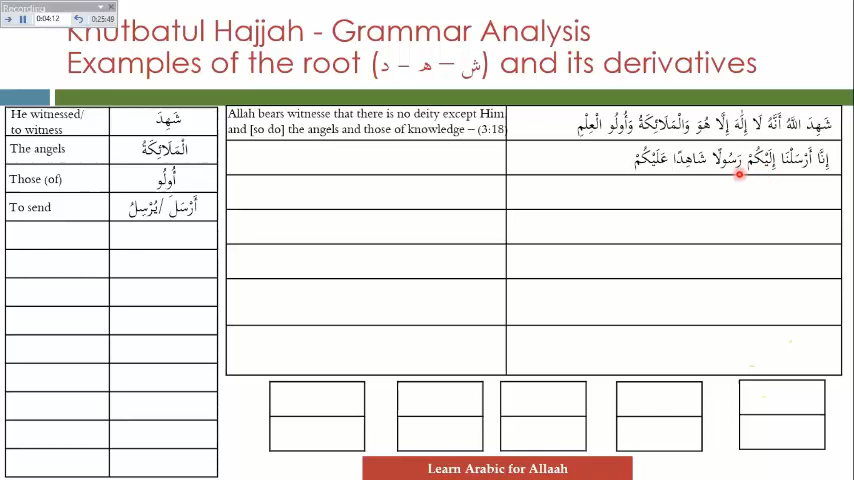 Recording
0:04:12
0:25:49
Khutbatul Hajjah - Grammar Analysis
Examples of the root (ش – ه – د) and its derivatives
He witnessed/
to witness
شَهِدَ
The angels
الْمَلَائِكَةُ
Those (of)
أُولُو
To send
أَرْسَلَ /يُرْسِلُ
Allah bears witnesse that there is no deity except Him,
and [so do] the angels and those of knowledge – (3:18)
شَهِدَ اللَّهُ أَنَّهُ لَا إِلَٰهَ إِلَّا هُوَ وَالْمَلَائِكَةُ وَأُولُو الْعِلْمِ
إِنَّا أَرْسَلْنَا إِلَيْكُمْ رَسُولًا شَاهِدًا عَلَيْكُمْ
Learn Arabic for Allaah